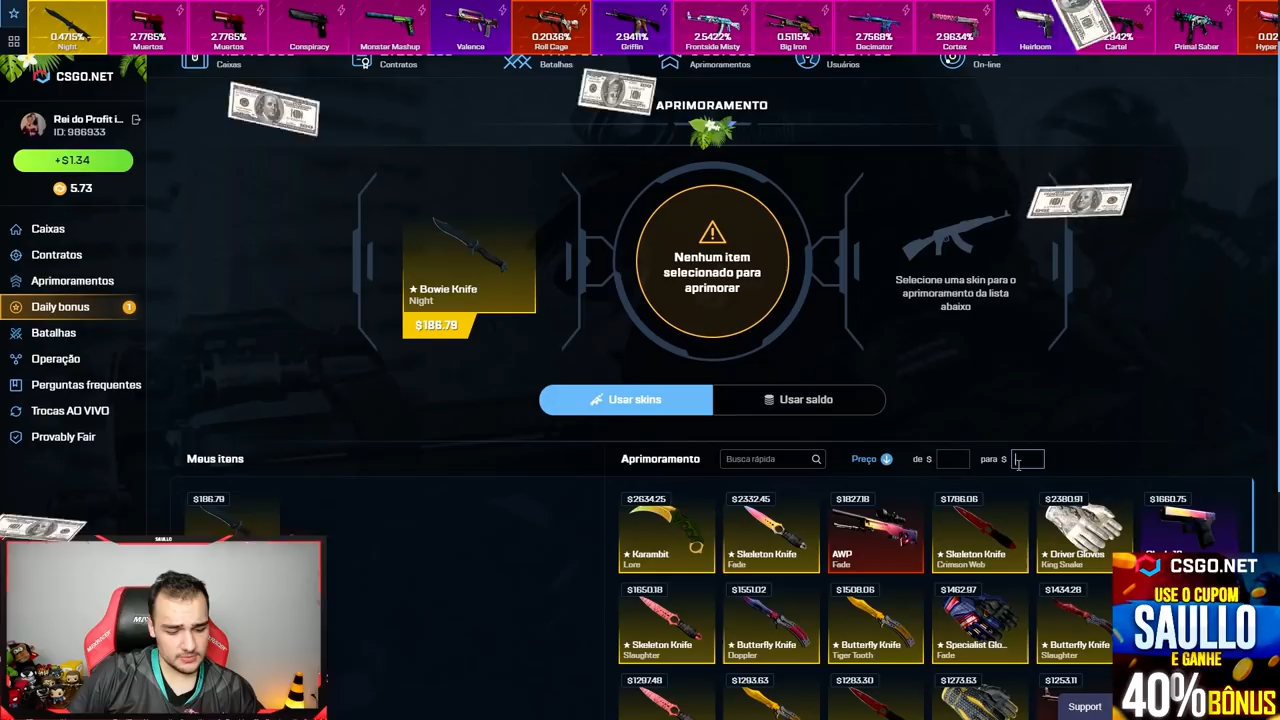 0.4715%
Night
2.7765%
Muertos
2.7765%
Muertos
Conspiracy
Monster Mashup
Valence
0.2036%
Roll Cage
2.9411%
Griffin
2.5422%
Frontside Misty
0.5115%
Big Iron
2.7568%
Decimator
2.9634%
Cortex
Heirloom
Cartel
Primal Saber
0.02
Hyper
CSGO.NET
Caixas
Contratos
Batalhas
Aprimoramentos
Usuários
On-line
Rei do Profit i...
ID: 986933
+$1.34
5.73
Caixas
Contratos
Aprimoramentos
Daily bonus
1
Batalhas
Operação
Perguntas frequentes
Trocas AO VIVO
Provably Fair
APRIMORAMENTO
★ Bowie Knife
Night
$186.79
Nenhum item
selecionado para
aprimorar
Selecione uma skin para o
aprimoramento da lista
abaixo
Usar skins
Usar saldo
Meus itens
$186.79
Aprimoramento
Busca rápida
Preço
de $
para $
$2634.25
★ Karambit
Lore
$2332.45
★ Skeleton Knife
Fade
$1827.18
AWP
Fade
$1786.06
★ Skeleton Knife
Crimson Web
$2380.91
★ Driver Gloves
King Snake
$1660.75
$1650.18
★ Skeleton Knife
Slaughter
$1551.02
★ Butterfly Knife
Doppler
$1508.06
★ Butterfly Knife
Tiger Tooth
$1462.97
★ Specialist Glo...
Fade
$1434.28
★ Butterfly Knife
Slaughter
$1297.48
$1293.63
$1283.30
$1273.63
$1253.11
Support
SAULLO
CSGO.NET
USE O CUPOM
SAULLO
E GANHE
40% BÔNUS